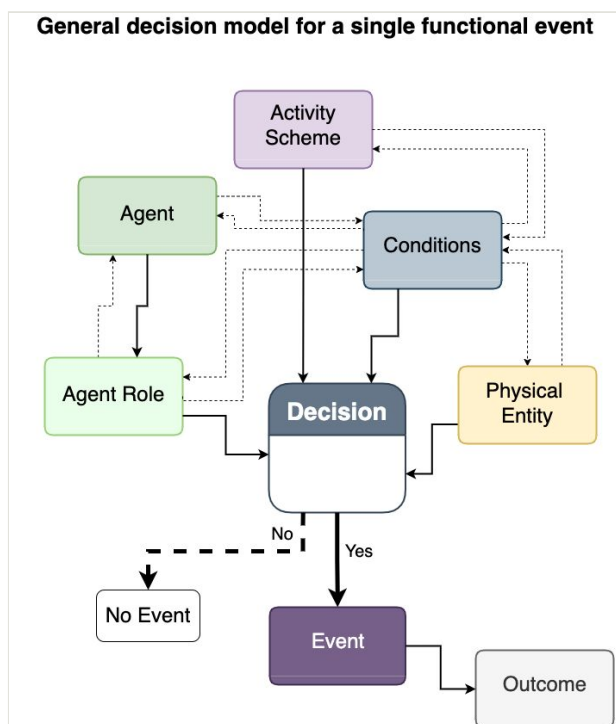 General decision model for a single functional event
Activity
Scheme
Agent
Conditions
Agent Role
Decision
Physical
Entity
No
Yes
No Event
Event
Outcome